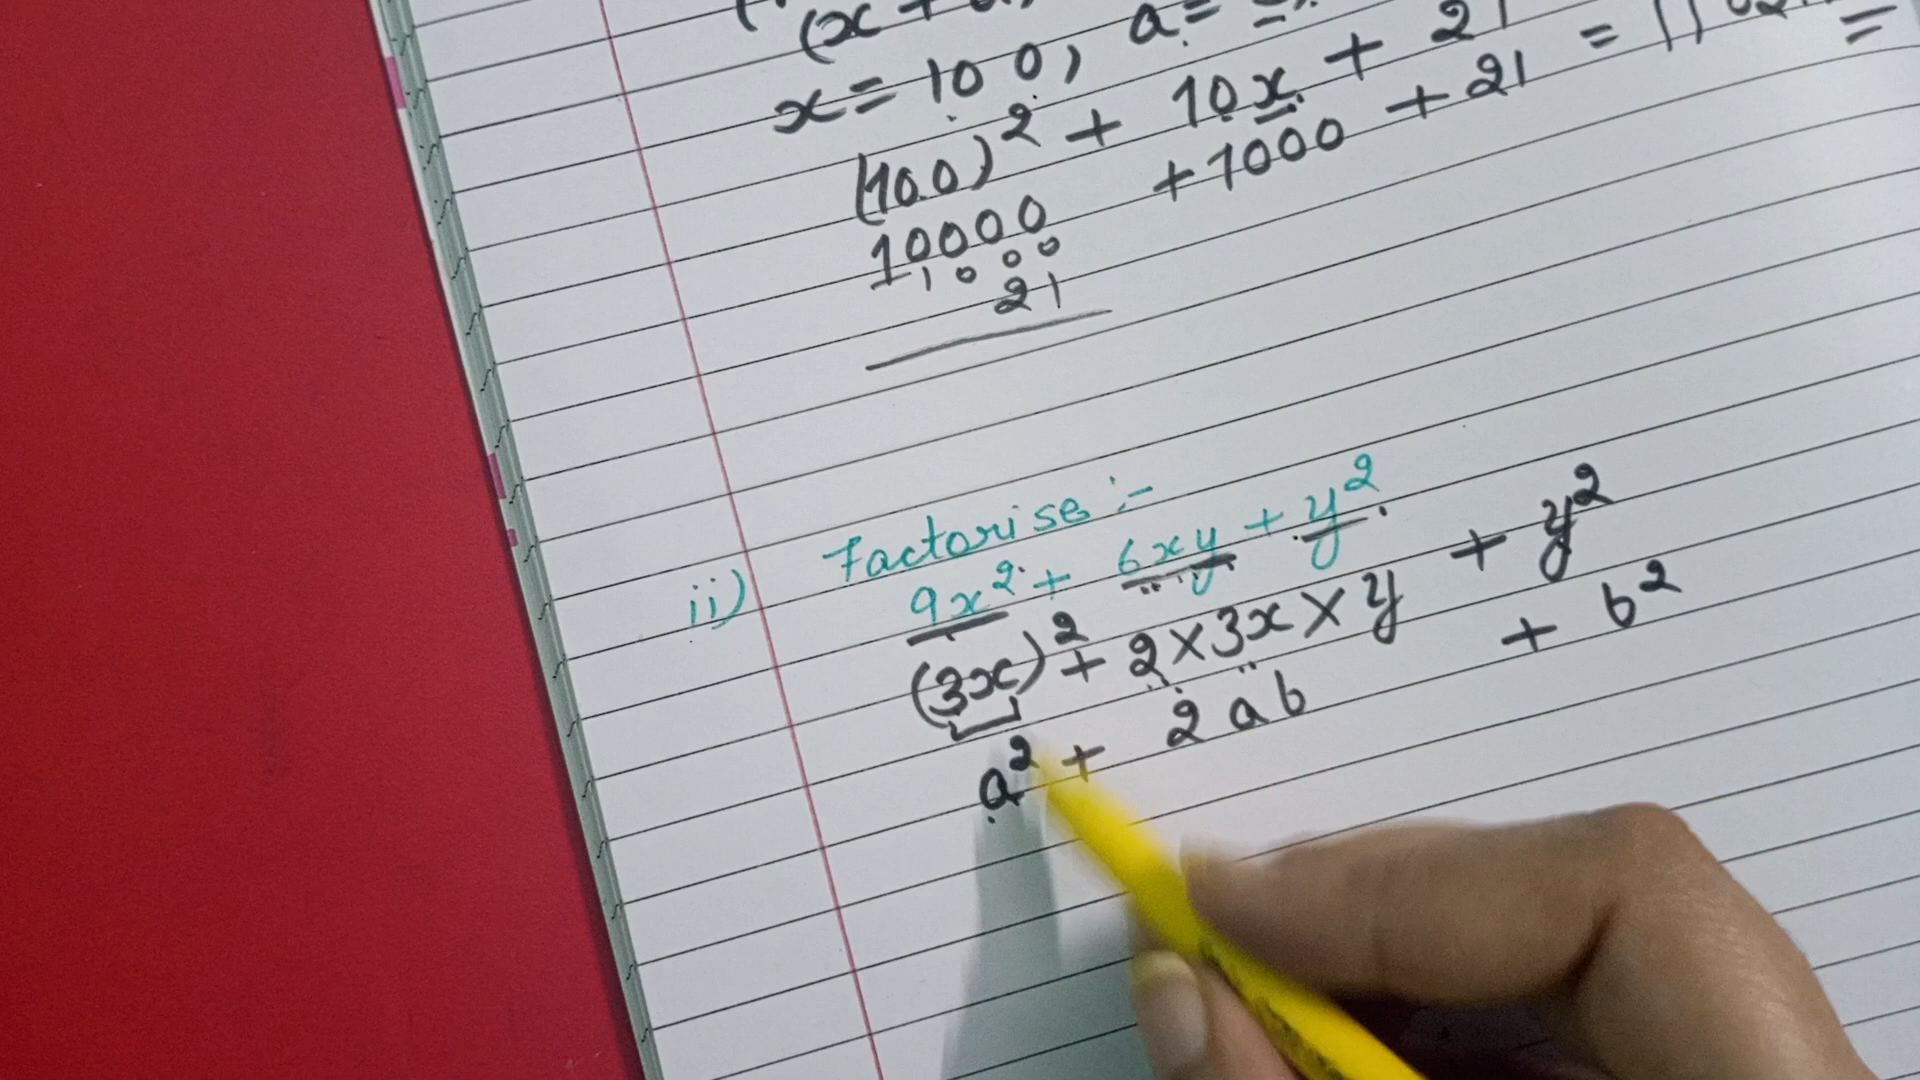 (x +
x = 100, a =
(100)² + 10x + 21
10000 + 1000 + 21 =
1000
21
ii) Factorise :-
9x² + 6xy + y²
(3x)² + 2×3x×y + y²
a² + 2ab + b²